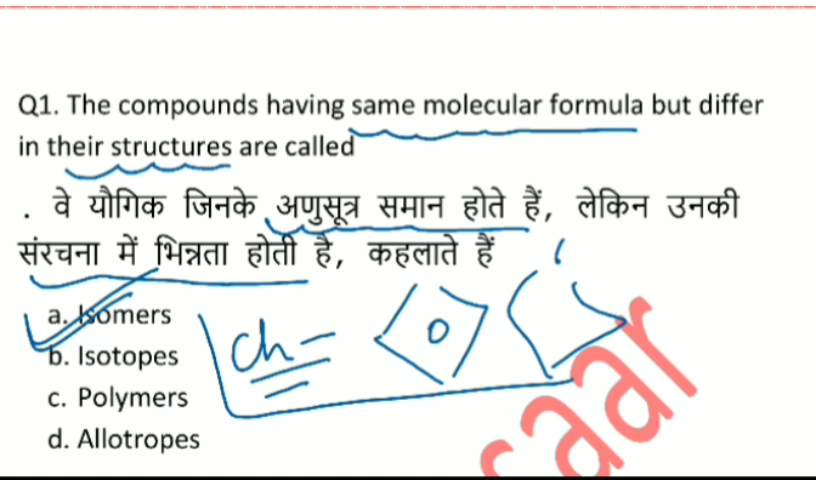 Q1. The compounds having same molecular formula but differ
in their structures are called
. वे यौगिक जिनके अणुसूत्र समान होते हैं, लेकिन उनकी
संरचना में भिन्नता होती है, कहलाते हैं
a. Isomers
b. Isotopes
c. Polymers
d. Allotropes
Ch=